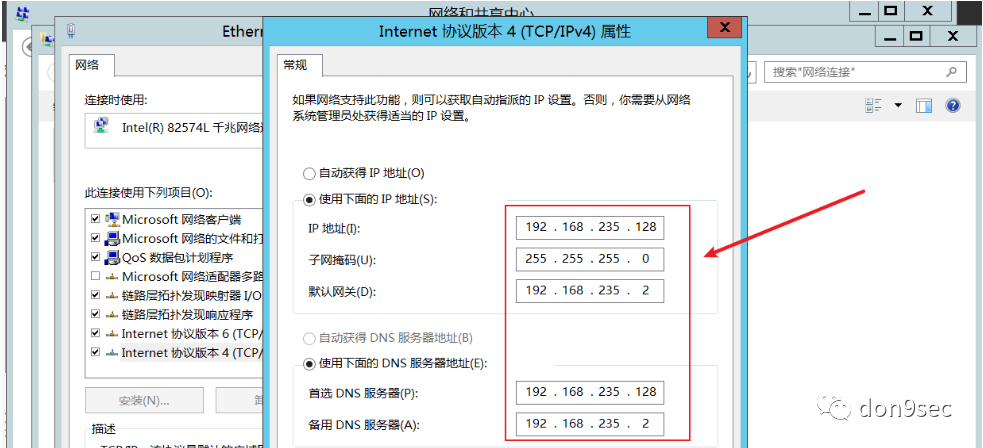 网络和共享中心
Ethern
Internet 协议版本 4 (TCP/IPv4) 属性
网络
常规
搜索"网络连接"
连接时使用:
Intel(R) 82574L 千兆网络
此连接使用下列项目(O):
Microsoft 网络客户端
Microsoft 网络的文件和打
QoS 数据包计划程序
Microsoft 网络适配器多路
链路层拓扑发现映射器 I/O
链路层拓扑发现响应程序
Internet 协议版本 6 (TCP/
Internet 协议版本 4 (TCP/
安装(N)...
描述
如果网络支持此功能，则可以获取自动指派的 IP 设置。否则，你需要从网络
系统管理员处获得适当的 IP 设置。
自动获得 IP 地址(O)
使用下面的 IP 地址(S):
IP 地址(I): 192 . 168 . 235 . 128
子网掩码(U): 255 . 255 . 255 . 0
默认网关(D): 192 . 168 . 235 . 2
自动获得 DNS 服务器地址(B)
使用下面的 DNS 服务器地址(E):
首选 DNS 服务器(P): 192 . 168 . 235 . 128
备用 DNS 服务器(A): 192 . 168 . 235 . 2
don9sec